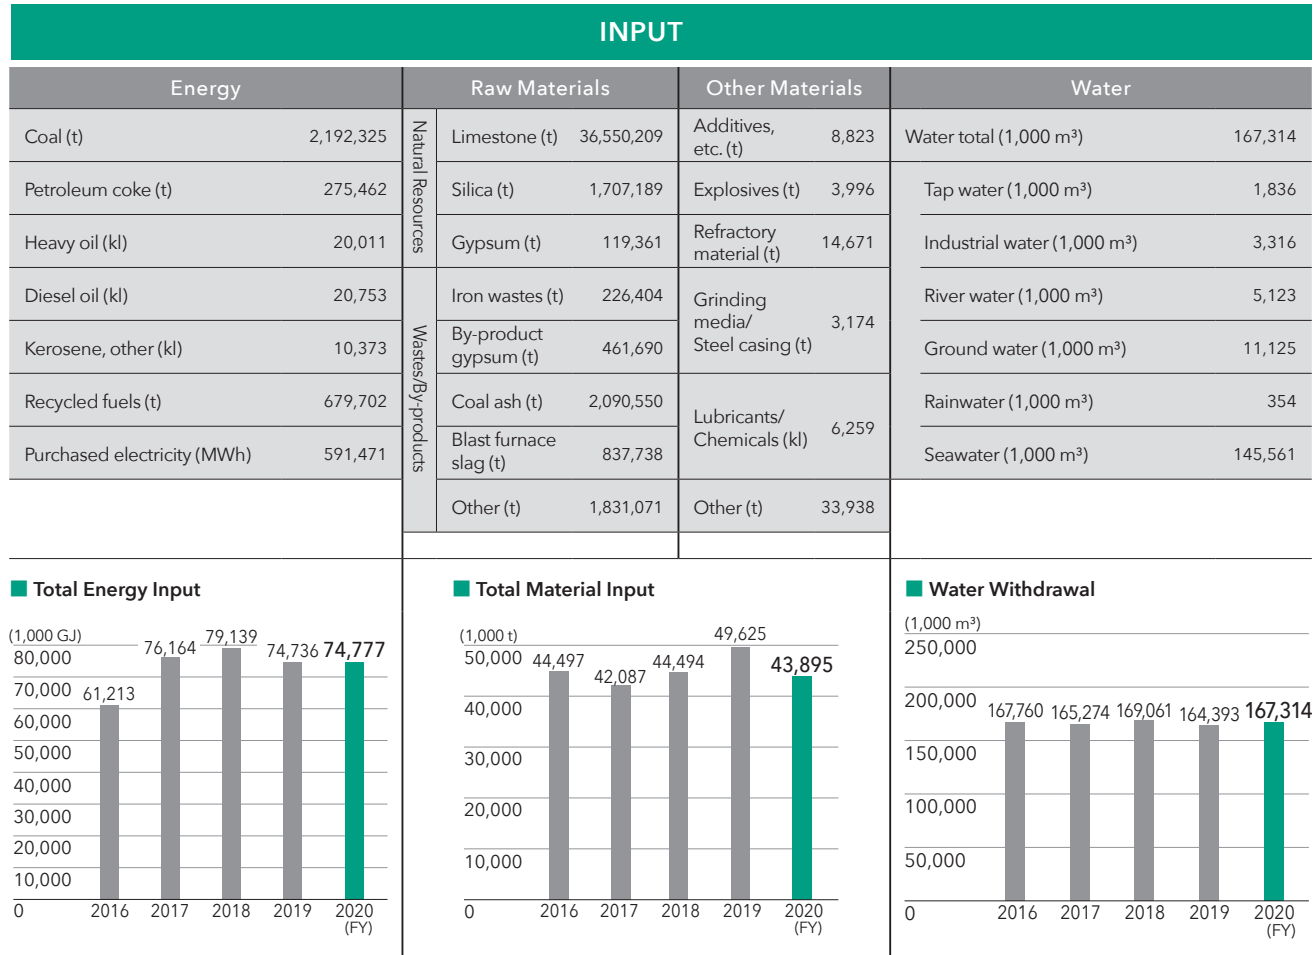 INPUT
Energy
Raw Materials
Other Materials
Water
Coal (t) 2,192,325
Petroleum coke (t) 275,462
Heavy oil (kl) 20,011
Diesel oil (kl) 20,753
Kerosene, other (kl) 10,373
Recycled fuels (t) 679,702
Purchased electricity (MWh) 591,471
Natural Resources
Limestone (t) 36,550,209
Silica (t) 1,707,189
Gypsum (t) 119,361
Wastes/By-products
Iron wastes (t) 226,404
By-product
gypsum (t) 461,690
Coal ash (t) 2,090,550
Blast furnace
slag (t) 837,738
Other (t) 1,831,071
Additives,
etc. (t) 8,823
Explosives (t) 3,996
Refractory
material (t) 14,671
Grinding
media/
Steel casing (t) 3,174
Lubricants/
Chemicals (kl) 6,259
Other (t) 33,938
Water total (1,000 m³) 167,314
Tap water (1,000 m³) 1,836
Industrial water (1,000 m³) 3,316
River water (1,000 m³) 5,123
Ground water (1,000 m³) 11,125
Rainwater (1,000 m³) 354
Seawater (1,000 m³) 145,561
Total Energy Input
(1,000 GJ)
80,000
70,000
60,000
50,000
40,000
30,000
20,000
10,000
0
61,213 76,164 79,139 74,736 74,777
2016 2017 2018 2019 2020
(FY)
Total Material Input
(1,000 t)
50,000
40,000
30,000
20,000
10,000
0
44,497 42,087 44,494 49,625 43,895
2016 2017 2018 2019 2020
(FY)
Water Withdrawal
(1,000 m³)
250,000
200,000
150,000
100,000
50,000
0
167,760 165,274 169,061 164,393 167,314
2016 2017 2018 2019 2020
(FY)